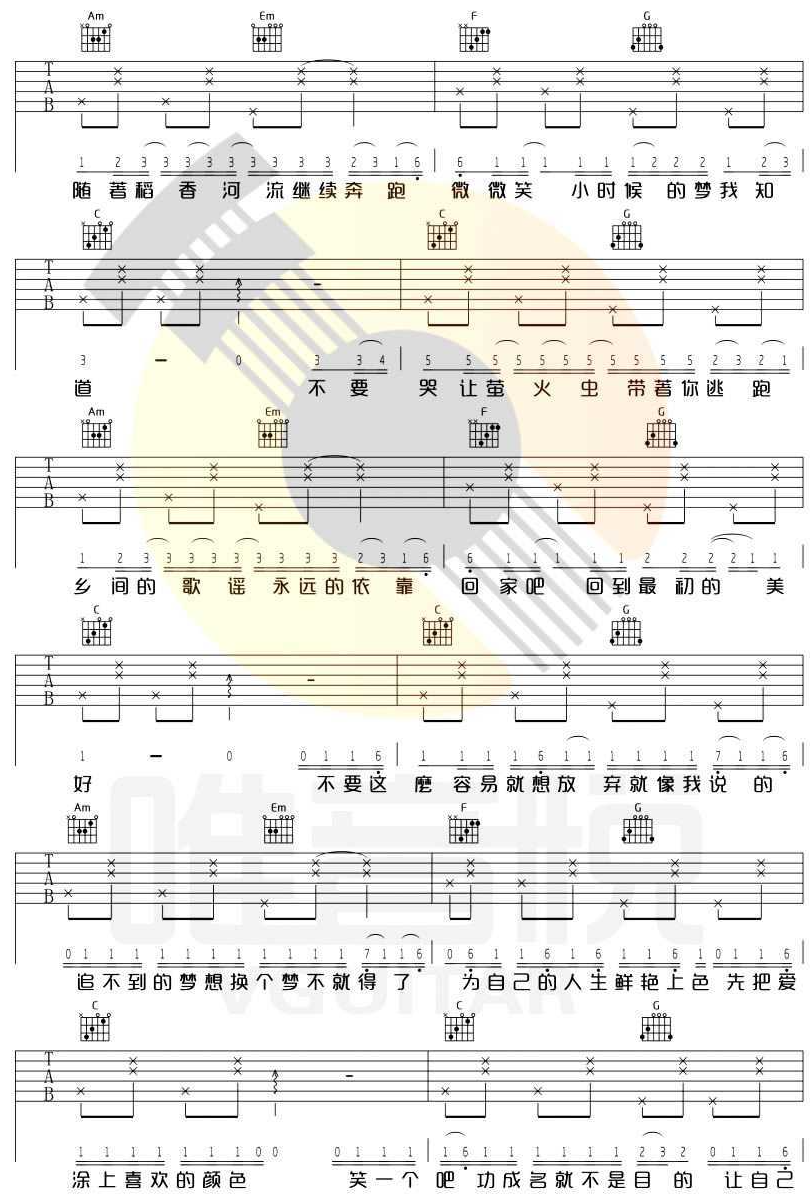 Am Em F G
T
A
B
1 2 3 3 3 3 3 3 3 3 2 3 1 6 6 1 1 1 1 1 1 2 2 2 1 2 3
随著稻香河流继续奔跑 微微笑 小时候的梦我知
C C G
T
A
B
3 - 0 3 3 4 5 5 5 5 5 5 5 5 5 5 2 3 2 1
道 不要 哭让萤火虫带著你逃跑
Am Em F G
T
A
B
1 2 3 3 3 3 3 3 3 3 2 3 1 6 6 1 1 1 1 1 2 2 2 2 1 1
乡间的歌谣永远的依靠 回家吧 回到最初的 美
C C G
T
A
B
1 - 0 0 1 1 6 1 1 1 1 6 1 1 1 1 1 1 7 1 1 6
好 不要这 麽容易就想放弃就像我说的
Am Em F G
T
A
B
0 1 1 1 1 1 1 1 1 1 1 1 7 1 1 6 0 6 1 1 1 6 1 6 1 1 6 1 0 1 1 6
追不到的梦想换个梦不就得了 为自己的人生鲜艳上色 先把爱
唯音悦
VGUITAR
C C G
T
A
B
1 1 1 1 1 1 1 0 0 0 1 1 1 1 6 1 1 1 1 1 1 2 3 2 0 1 1 6
涂上喜欢的颜色 笑一个 吧 功成名就不是目的 让自己